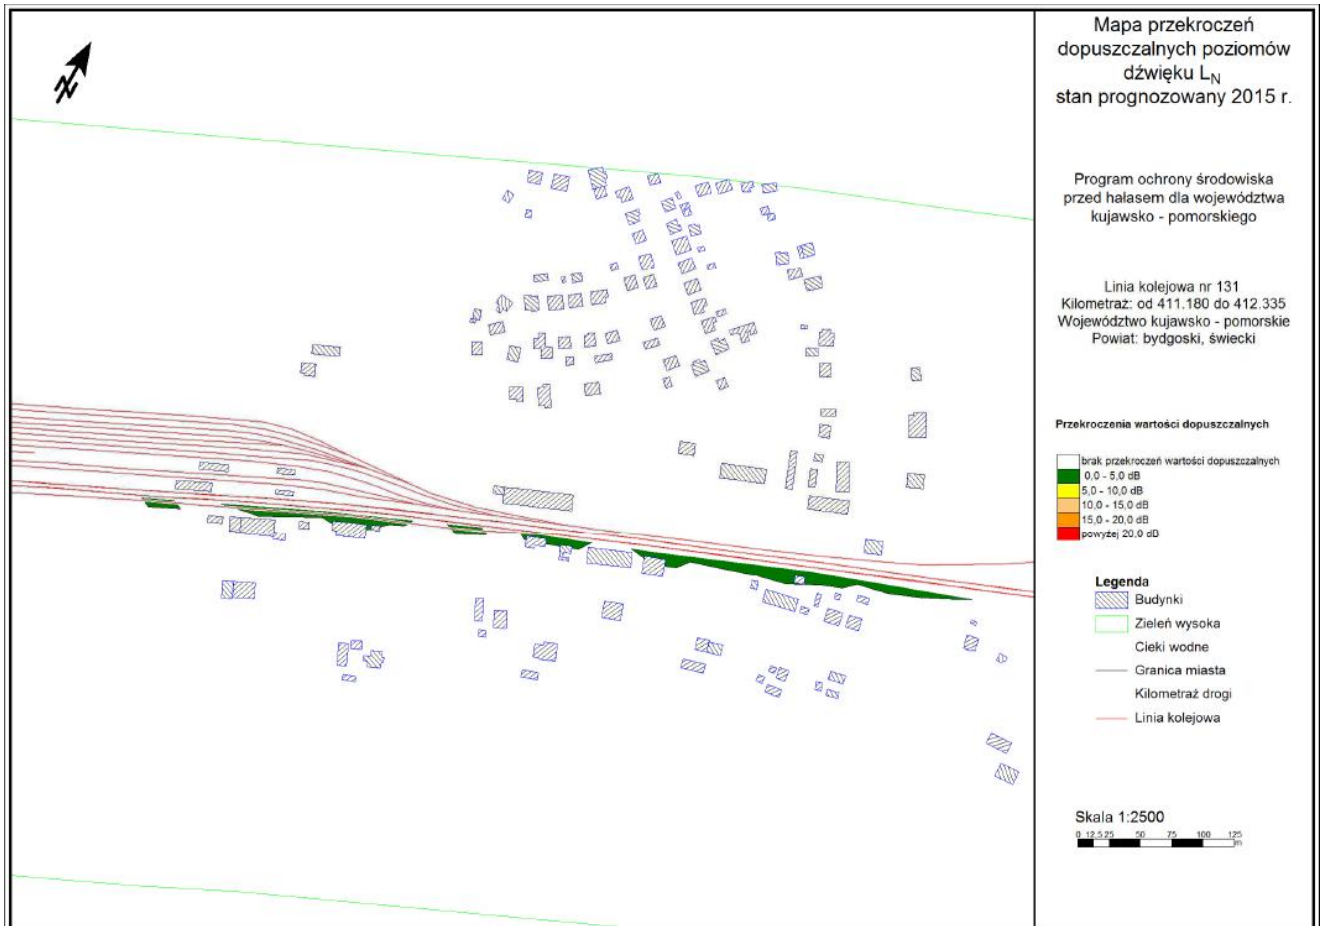 N
Mapa przekroczeń
dopuszczalnych poziomów
dźwięku LN
stan prognozowany 2015 r.
Program ochrony środowiska
przed hałasem dla województwa
kujawsko - pomorskiego
Linia kolejowa nr 131
Kilometraż: od 411.180 do 412.335
Województwo kujawsko - pomorskie
Powiat: bydgoski, świecki
Przekroczenia wartości dopuszczalnych
brak przekroczeń wartości dopuszczalnych
0,0 - 5,0 dB
5,0 - 10,0 dB
10,0 - 15,0 dB
15,0 - 20,0 dB
powyżej 20,0 dB
Legenda
Budynki
Zieleń wysoka
Cieki wodne
Granica miasta
Kilometraż drogi
Linia kolejowa
Skala 1:2500
0 12,5 25 50 75 100 125
m